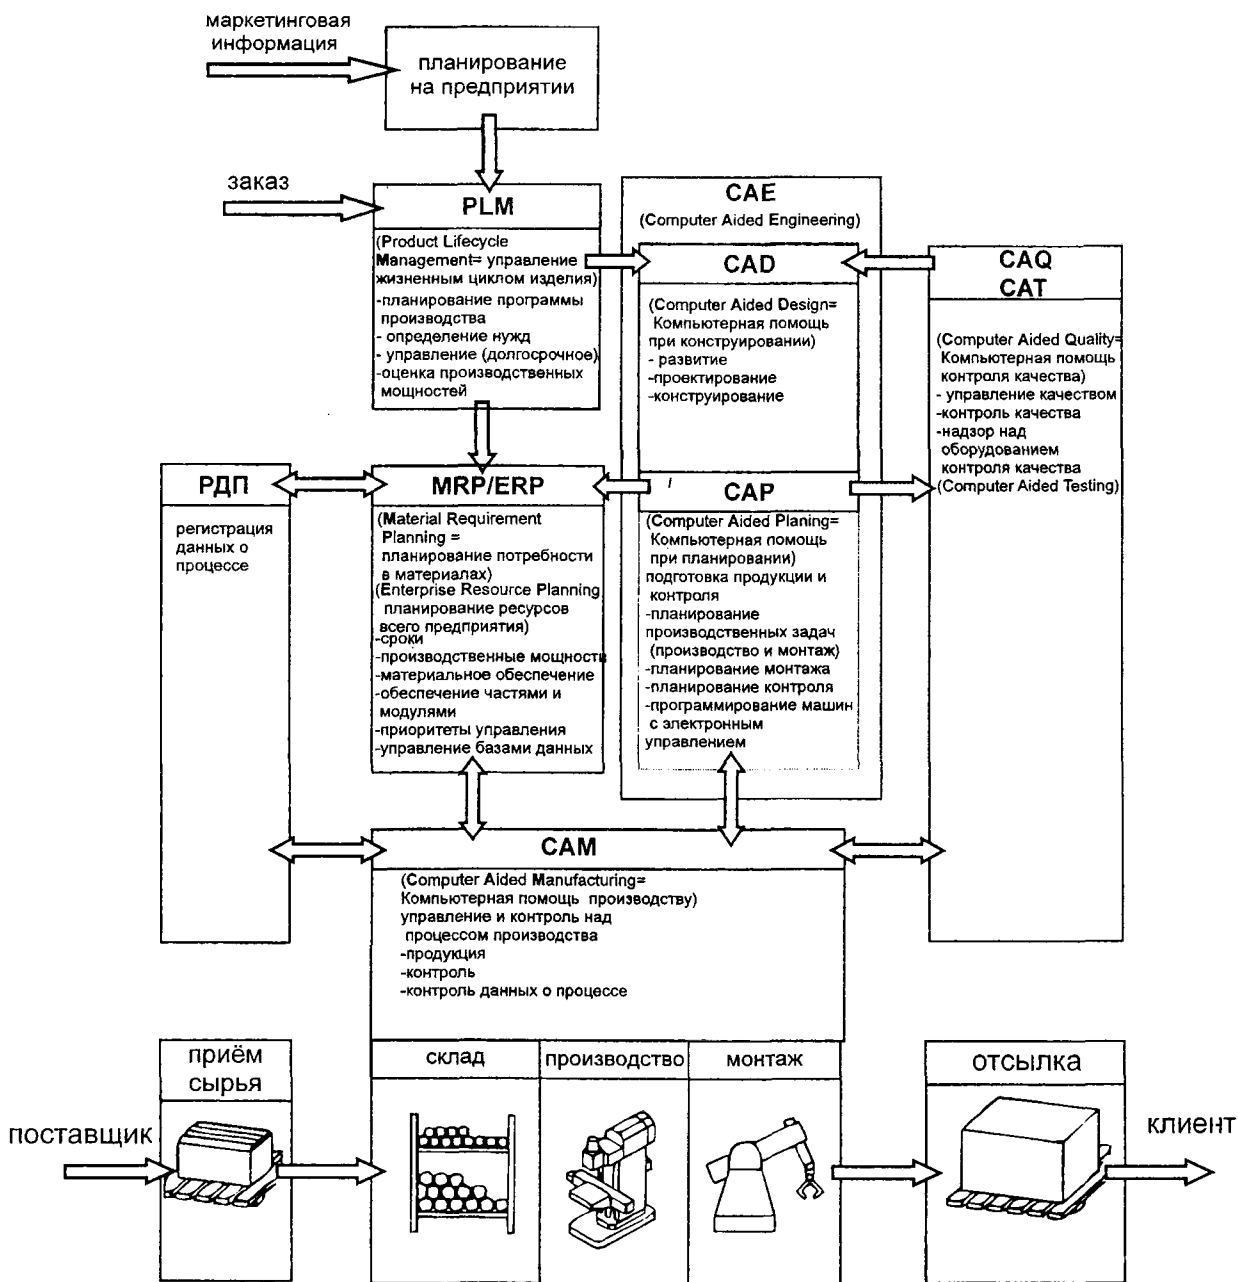 маркетинговая
информация
планирование
на предприятии
заказ
PLM
(Product Lifecycle
Management= управление
жизненным циклом изделия)
-планирование программы
производства
- определение нужд
- управление (долгосрочное)
-оценка производственных
мощностей
CAE
(Computer Aided Engineering)
CAD
(Computer Aided Design=
Компьютерная помощь
при конструировании)
- развитие
-проектирование
-конструирование
CAQ
CAT
(Computer Aided Quality=
Компьютерная помощь
контроля качества)
- управление качеством
-контроль качества
-надзор над
оборудованием
контроля качества
(Computer Aided Testing)
РДП
регистрация
данных о
процессе
MRP/ERP
(Material Requirement
Planning =
планирование потребности
в материалах)
(Enterprise Resource Planning
планирование ресурсов
всего предприятия)
-сроки
-производственные мощности
-материальное обеспечение
-обеспечение частями и
модулями
-приоритеты управления
-управление базами данных
CAP
(Computer Aided Planing=
Компьютерная помощь
при планировании)
подготовка продукции и
контроля
-планирование
производственных задач
(производство и монтаж)
-планирование монтажа
-планирование контроля
-программирование машин
с электронным
управлением
CAM
(Computer Aided Manufacturing=
Компьютерная помощь производству)
управление и контроль над
процессом производства
-продукция
-контроль
-контроль данных о процессе
приём
сырья
склад
производство
монтаж
отсылка
поставщик
клиент